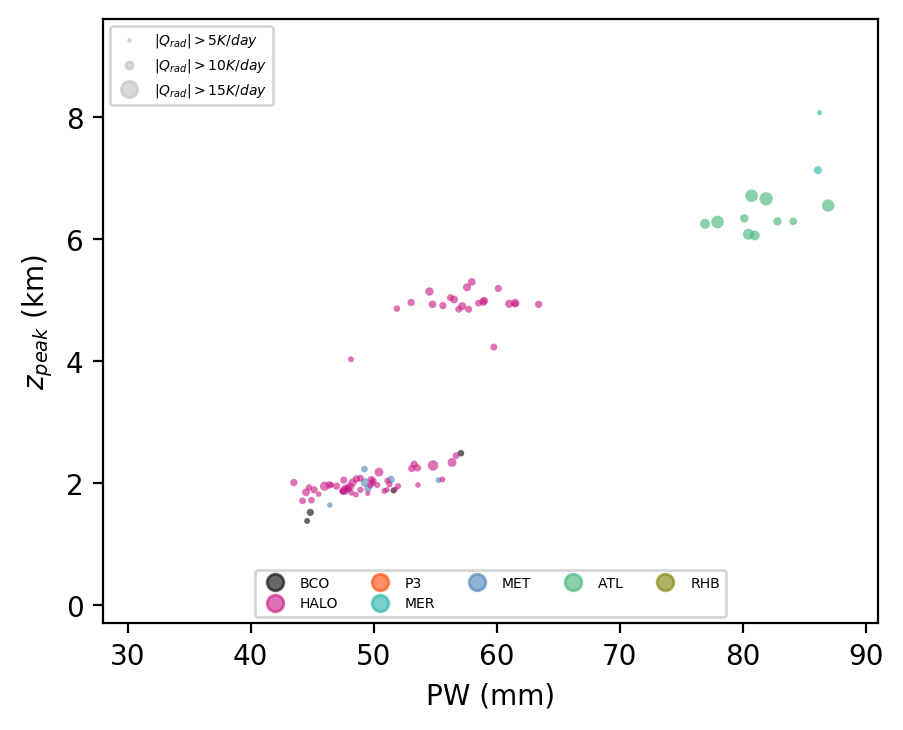 |Q_rad| > 5K/day
|Q_rad| > 10K/day
|Q_rad| > 15K/day
8
6
4
2
0
z_peak (km)
BCO P3 MET ATL RHB
HALO MER
30 40 50 60 70 80 90
PW (mm)